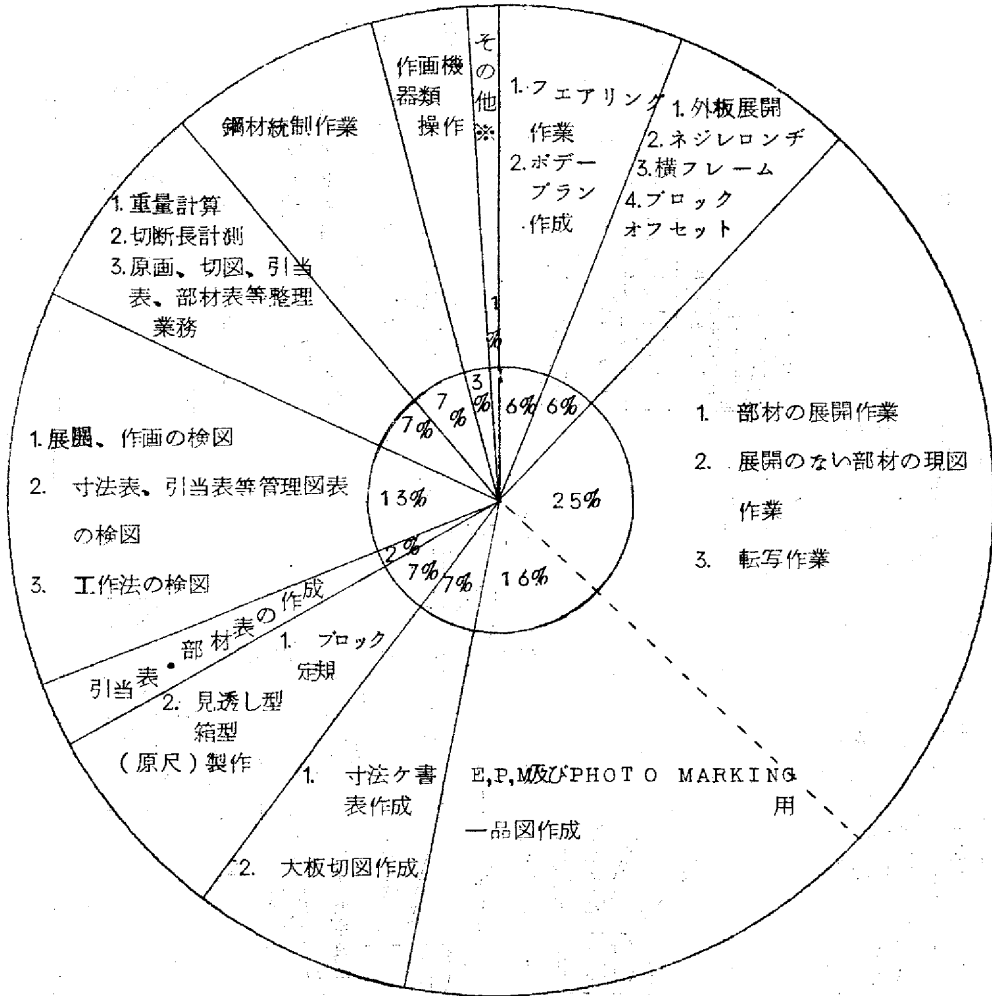 その他※
1%
1.フエアリング
作業
2.ボデー
プラン
作成
6%
1.外板展開
2.ネジレロンヂ
3.横フレーム
4.ブロック
オフセット
6%
1. 部材の展開作業
2. 展開のない部材の現図
作業
3. 転写作業
25%
E,P,M及びPHOTO MARKING
用
一品図作成
16%
1. 寸法ケ書
表作成
2. 大板切図作成
7%
1. ブロック
定規
2. 見透し型
箱型
(原尺)製作
7%
引当表・部材表の作成
2%
1.展開、作画の検図
2. 寸法表、引当表等管理図表
の検図
3. 工作法の検図
13%
1.重量計算
2.切断長計測
3.原画、切図、引当
表、部材表等整理
業務
7%
鋼材統制作業
7%
作画機
器類
操作
3%